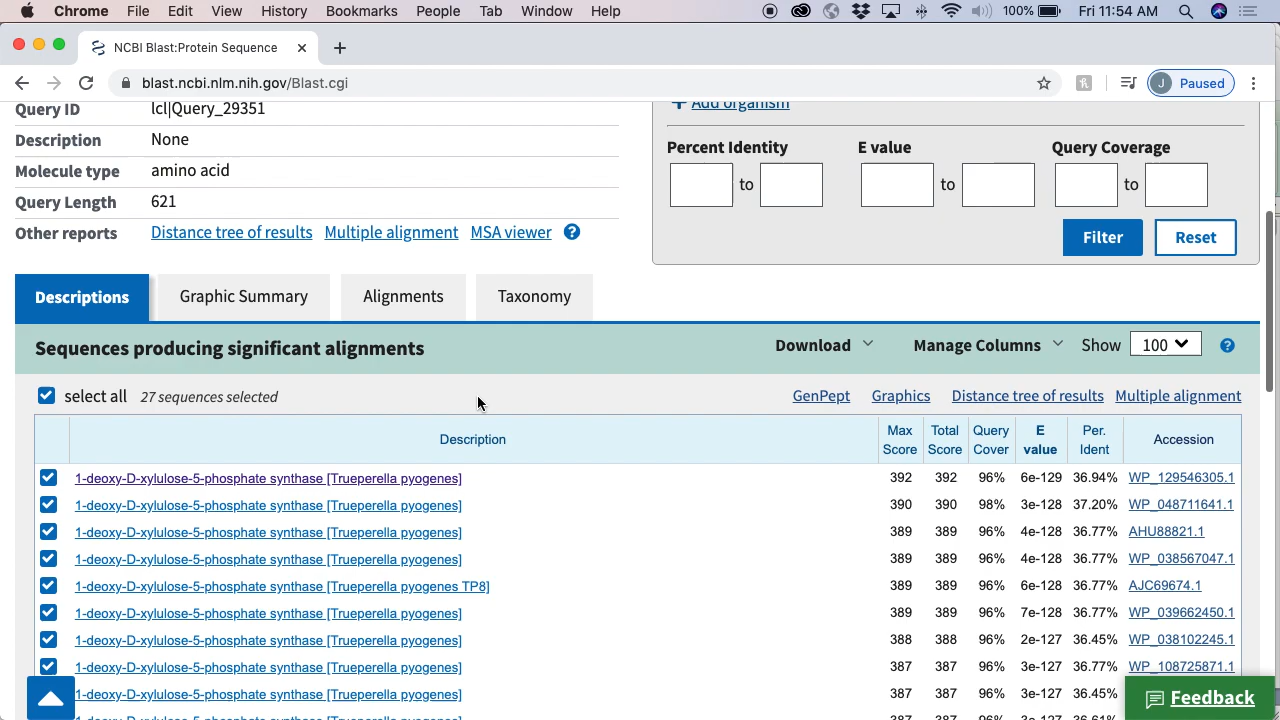 Chrome File Edit View History Bookmarks People Tab Window Help 100% Fri 11:54 AM
NCBI Blast:Protein Sequence
blast.ncbi.nlm.nih.gov/Blast.cgi J Paused
Query ID lcl|Query_29351
Add organism
Description None
Percent Identity E value Query Coverage
Molecule type amino acid
to to to
Query Length 621
Other reports Distance tree of results Multiple alignment MSA viewer ?
Filter Reset
Descriptions Graphic Summary Alignments Taxonomy
Sequences producing significant alignments Download Manage Columns Show 100 ?
select all 27 sequences selected GenPept Graphics Distance tree of results Multiple alignment
Description Max Score Total Score Query Cover E value Per. Ident Accession
1-deoxy-D-xylulose-5-phosphate synthase [Trueperella pyogenes] 392 392 96% 6e-129 36.94% WP_129546305.1
1-deoxy-D-xylulose-5-phosphate synthase [Trueperella pyogenes] 390 390 98% 3e-128 37.20% WP_048711641.1
1-deoxy-D-xylulose-5-phosphate synthase [Trueperella pyogenes] 389 389 96% 4e-128 36.77% AHU88821.1
1-deoxy-D-xylulose-5-phosphate synthase [Trueperella pyogenes] 389 389 96% 4e-128 36.77% WP_038567047.1
1-deoxy-D-xylulose-5-phosphate synthase [Trueperella pyogenes TP8] 389 389 96% 6e-128 36.77% AJC69674.1
1-deoxy-D-xylulose-5-phosphate synthase [Trueperella pyogenes] 389 389 96% 7e-128 36.77% WP_039662450.1
1-deoxy-D-xylulose-5-phosphate synthase [Trueperella pyogenes] 388 388 96% 2e-127 36.45% WP_038102245.1
1-deoxy-D-xylulose-5-phosphate synthase [Trueperella pyogenes] 387 387 96% 3e-127 36.77% WP_108725871.1
1-deoxy-D-xylulose-5-phosphate synthase [Trueperella pyogenes] 387 387 96% 3e-127 36.45%
Feedback